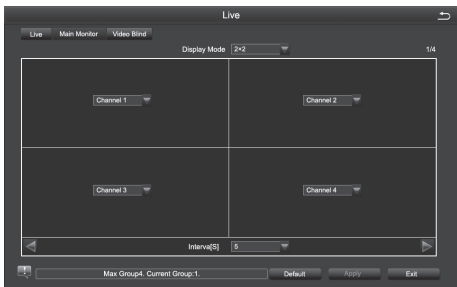 Live
Live Main Monitor Video Blind
Display Mode 2×2 1/4
Channel 1 Channel 2
Channel 3 Channel 4
Interva[S] 5
Max Group4. Current Group:1. Default Apply Exit